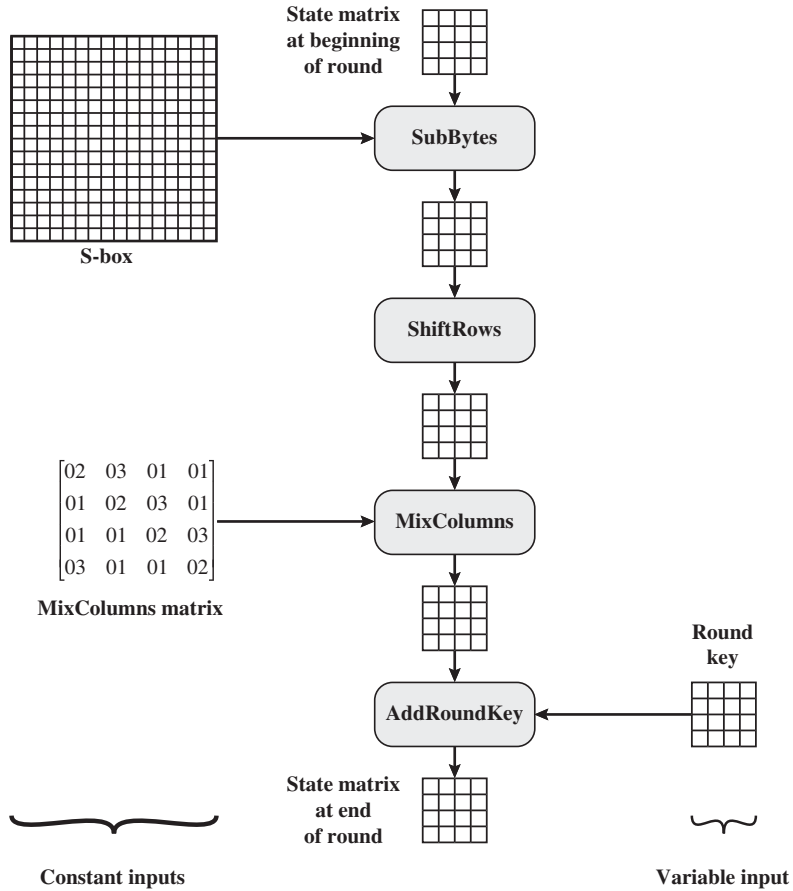 State matrix
at beginning
of round
SubBytes
S-box
ShiftRows
02 03 01 01
01 02 03 01
01 01 02 03
03 01 01 02
MixColumns
MixColumns matrix
Round
key
AddRoundKey
State matrix
at end
of round
Constant inputs
Variable input